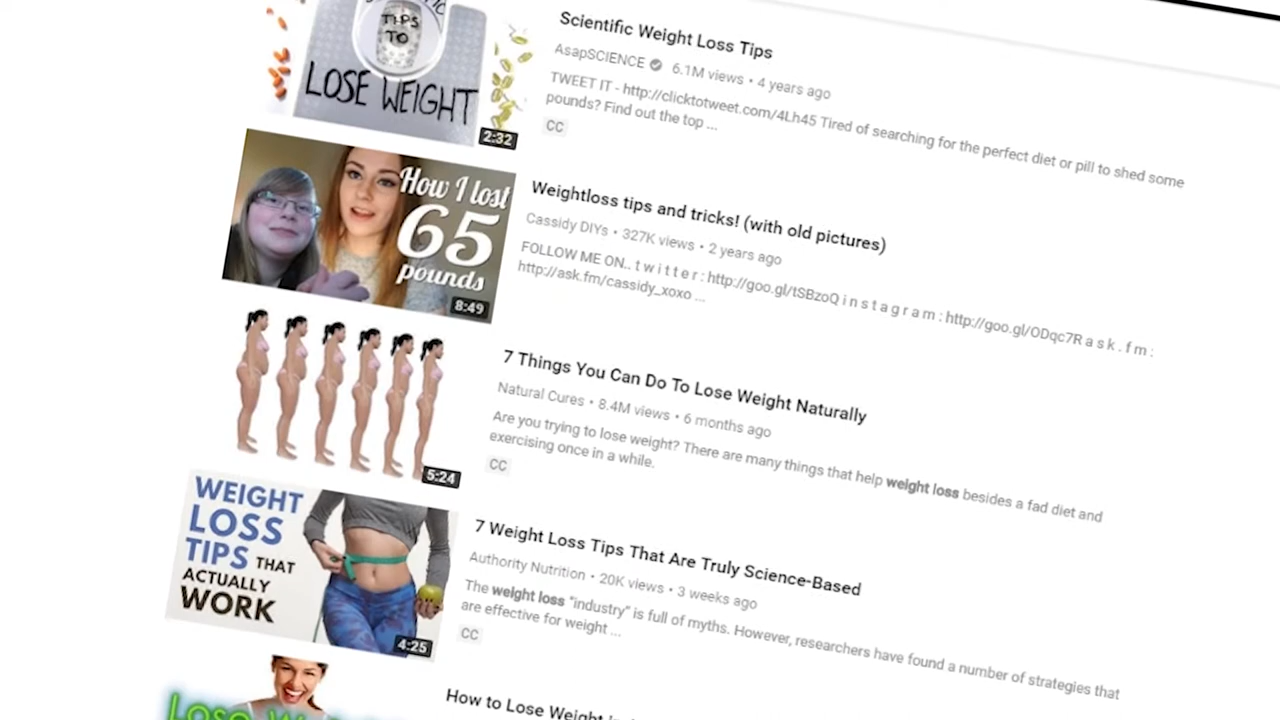 TIPS
TO
LOSE WEIGHT
2:32
Scientific Weight Loss Tips
AsapSCIENCE 6.1M views • 4 years ago
TWEET IT - http://clicktotweet.com/4Lh45 Tired of searching for the perfect diet or pill to shed some
pounds? Find out the top ...
CC
How I lost
65
pounds
8:49
Weightloss tips and tricks! (with old pictures)
Cassidy DIYs • 327K views • 2 years ago
FOLLOW ME ON.. t w i t t e r : http://goo.gl/tSBzoQ i n s t a g r a m : http://goo.gl/ODqc7R a s k . f m :
http://ask.fm/cassidy_xoxo ...
5:24
7 Things You Can Do To Lose Weight Naturally
Natural Cures • 8.4M views • 6 months ago
Are you trying to lose weight? There are many things that help weight loss besides a fad diet and
exercising once in a while.
CC
WEIGHT
LOSS
TIPS THAT
ACTUALLY
WORK
4:25
7 Weight Loss Tips That Are Truly Science-Based
Authority Nutrition • 20K views • 3 weeks ago
The weight loss "industry" is full of myths. However, researchers have found a number of strategies that
are effective for weight ...
CC
Lose
How to Lose Weight